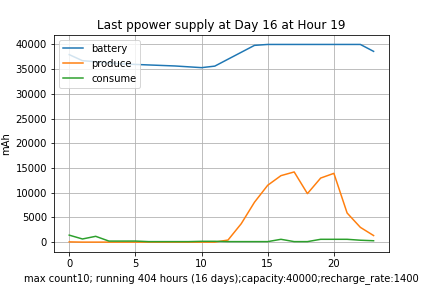 Last ppower supply at Day 16 at Hour 19
40000
35000
30000
25000
20000
15000
10000
5000
0
mAh
battery
produce
consume
0 5 10 15 20
max count10; running 404 hours (16 days);capacity:40000;recharge_rate:1400